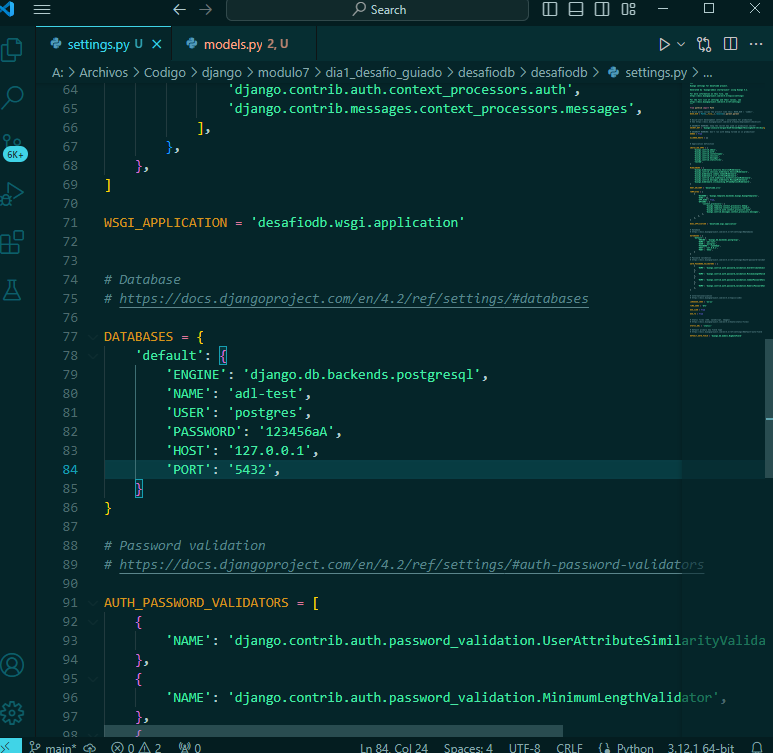 Search
settings.py U
models.py 2, U
A: > Archivos > Codigo > django > modulo7 > dia1_desafio_guiado > desafiodb > desafiodb > settings.py > ...
6K+
64 'django.contrib.auth.context_processors.auth',
65 'django.contrib.messages.context_processors.messages',
66 ],
67 },
68 },
69 ]
70
71 WSGI_APPLICATION = 'desafiodb.wsgi.application'
72
73
74 # Database
75 # https://docs.djangoproject.com/en/4.2/ref/settings/#databases
76
77 DATABASES = {
78 'default': {
79 'ENGINE': 'django.db.backends.postgresql',
80 'NAME': 'adl-test',
81 'USER': 'postgres',
82 'PASSWORD': '123456aA',
83 'HOST': '127.0.0.1',
84 'PORT': '5432',
85 }
86 }
87
88 # Password validation
89 # https://docs.djangoproject.com/en/4.2/ref/settings/#auth-password-validators
90
91 AUTH_PASSWORD_VALIDATORS = [
92 {
93 'NAME': 'django.contrib.auth.password_validation.UserAttributeSimilarityValida
94 },
95 {
96 'NAME': 'django.contrib.auth.password_validation.MinimumLengthValidator',
97 },
98 {
main* 0 2 0 Ln 84, Col 24 Spaces: 4 UTF-8 CRLF Python 3.12.1 64-bit